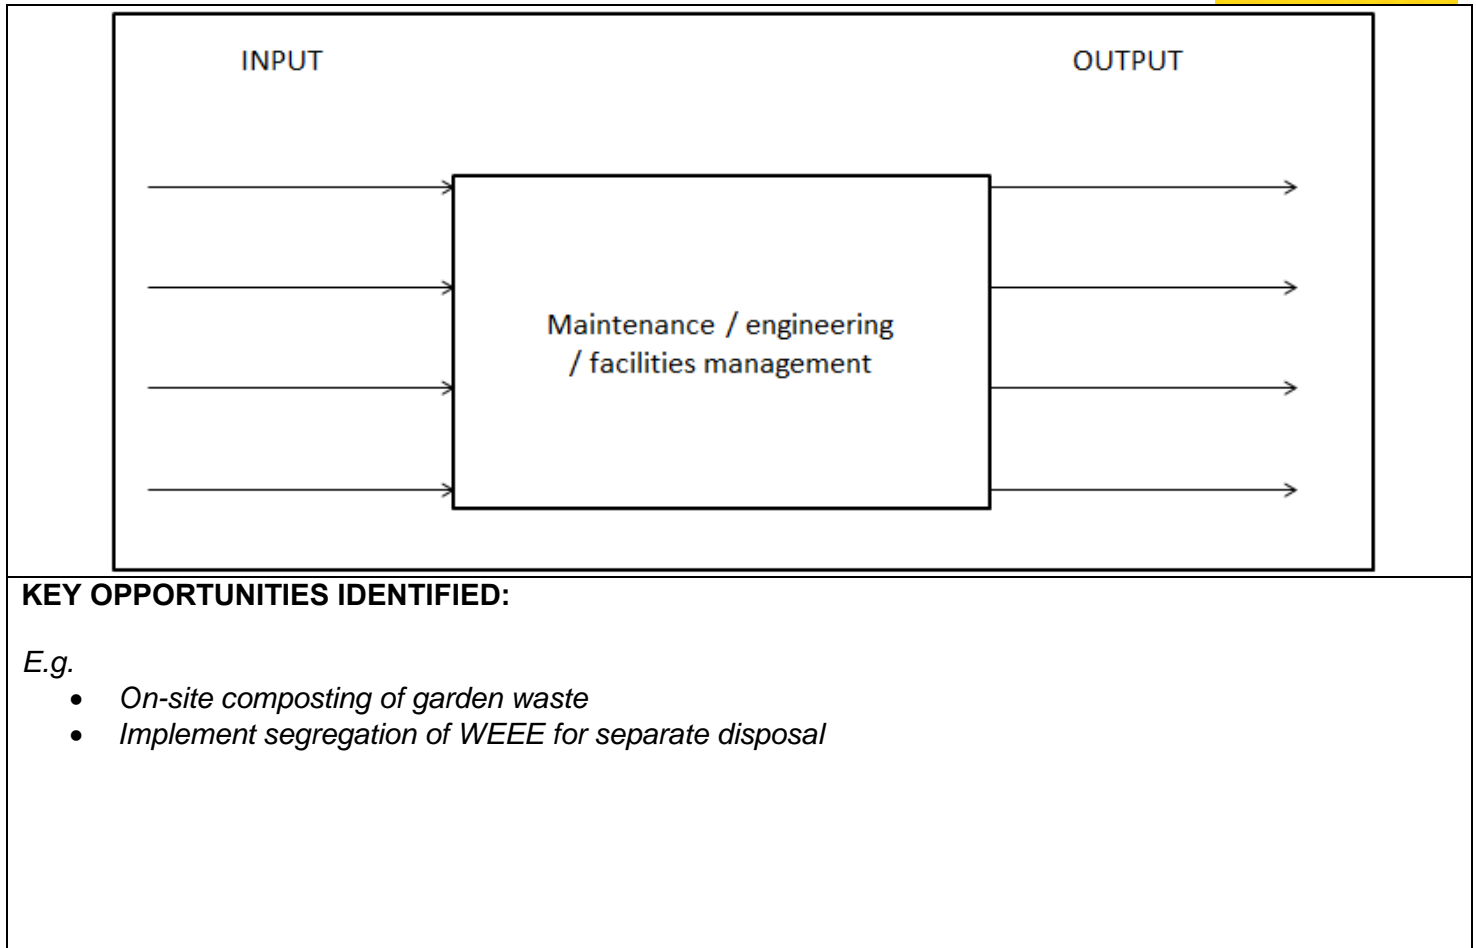 INPUT
OUTPUT
Maintenance / engineering
/ facilities management
KEY OPPORTUNITIES IDENTIFIED:
E.g.
• On-site composting of garden waste
• Implement segregation of WEEE for separate disposal